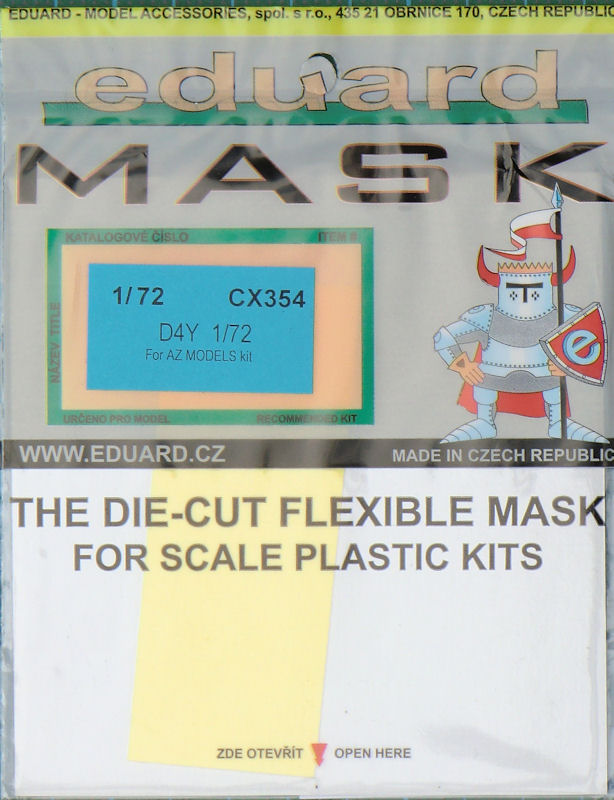 EDUARD - MODEL ACCESSORIES, spol. s r.o., 435 21 OBRNICE 170, CZECH REPUBLIC
eduard
MASK
KATALOGOVÉ ČÍSLO ITEM #
1/72 CX354
D4Y 1/72
For AZ MODELS kit
NÁZEV TITLE
URČENO PRO MODEL RECOMMENDED KIT
e
WWW.EDUARD.CZ MADE IN CZECH REPUBLIC
THE DIE-CUT FLEXIBLE MASK
FOR SCALE PLASTIC KITS
ZDE OTEVŘÍT OPEN HERE